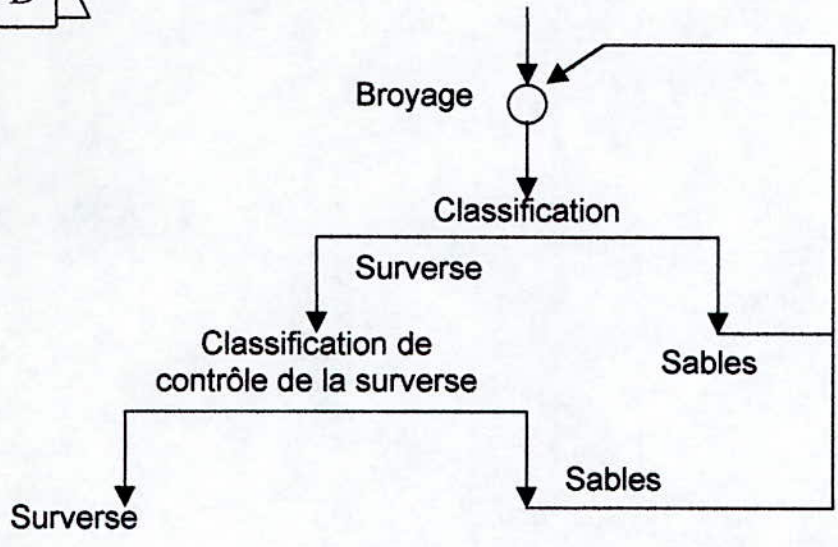 Broyage
Classification
Surverse
Classification de
contrôle de la surverse
Sables
Sables
Surverse